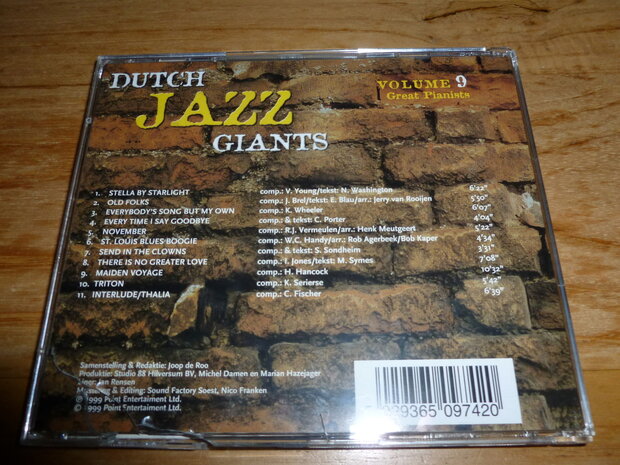 DUTCH
JAZZ
GIANTS
VOLUME 9
Great Pianists
1. STELLA BY STARLIGHT comp.: V. Young/tekst: N. Washington 6'22"
2. OLD FOLKS comp.: J. Brel/tekst: E. Blau/arr.: Jerry van Rooijen 5'50"
3. EVERYBODY'S SONG BUT MY OWN comp.: K. Wheeler 6'07"
4. EVERY TIME I SAY GOODBYE comp.: & tekst: C. Porter 4'04"
5. NOVEMBER comp.: R.J. Vermeulen/arr.: Henk Meutgeert 5'22"
6. ST. LOUIS BLUES BOOGIE comp.: W.C. Handy/arr.: Rob Agerbeek/Bob Kaper 4'34"
7. SEND IN THE CLOWNS comp.: & tekst: S. Sondheim 3'31"
8. THERE IS NO GREATER LOVE comp.: I. Jones/tekst: M. Symes 7'08"
9. MAIDEN VOYAGE comp.: H. Hancock 10'32"
10. TRITON comp.: K. Serierse 5'42"
11. INTERLUDE/THALIA comp.: C. Fischer 6'39"
Samenstelling & Redaktie: Joop de Roo
Produktie: Studio 88 Hilversum BV, Michel Damen en Marian Hazejager
Liner: Jan Rensen
Mastering & Editing: Sound Factory Soest, Nico Franken
℗ 1999 Point Entertaiment Ltd.
© 1999 Point Entertaiment Ltd.
029365 097420